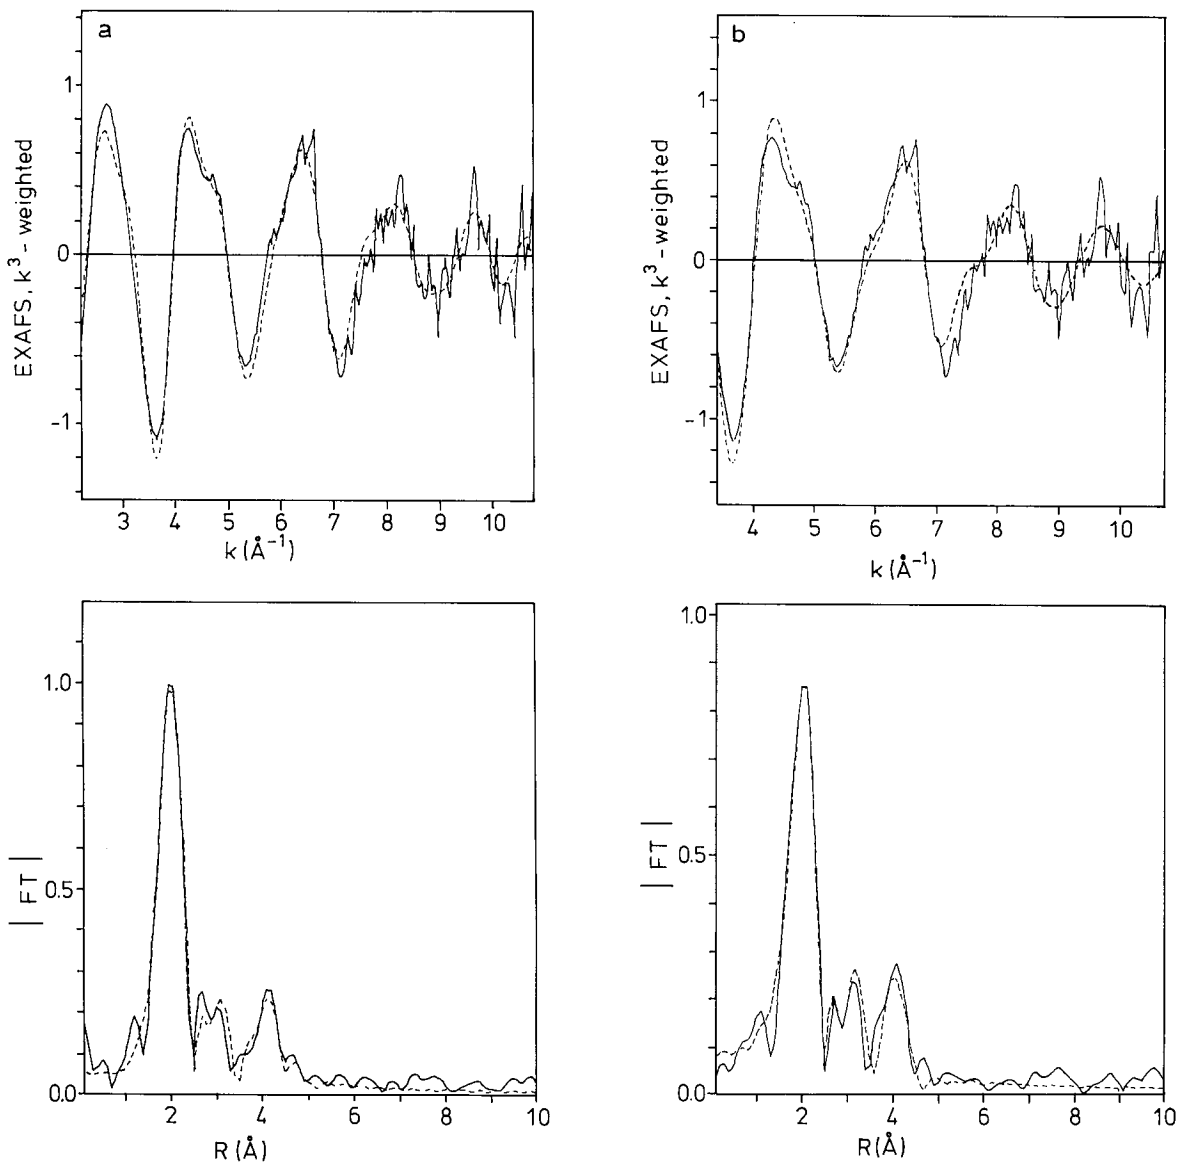 a
EXAFS, k³ - weighted
1
0
-1
3 4 5 6 7 8 9 10
k (Å⁻¹)
b
EXAFS, k³ - weighted
1
0
-1
4 5 6 7 8 9 10
k (Å⁻¹)
| FT |
1.0
0.5
0.0
2 4 6 8 10
R (Å)
| FT |
1.0
0.5
0.0
2 4 6 8 10
R(Å)